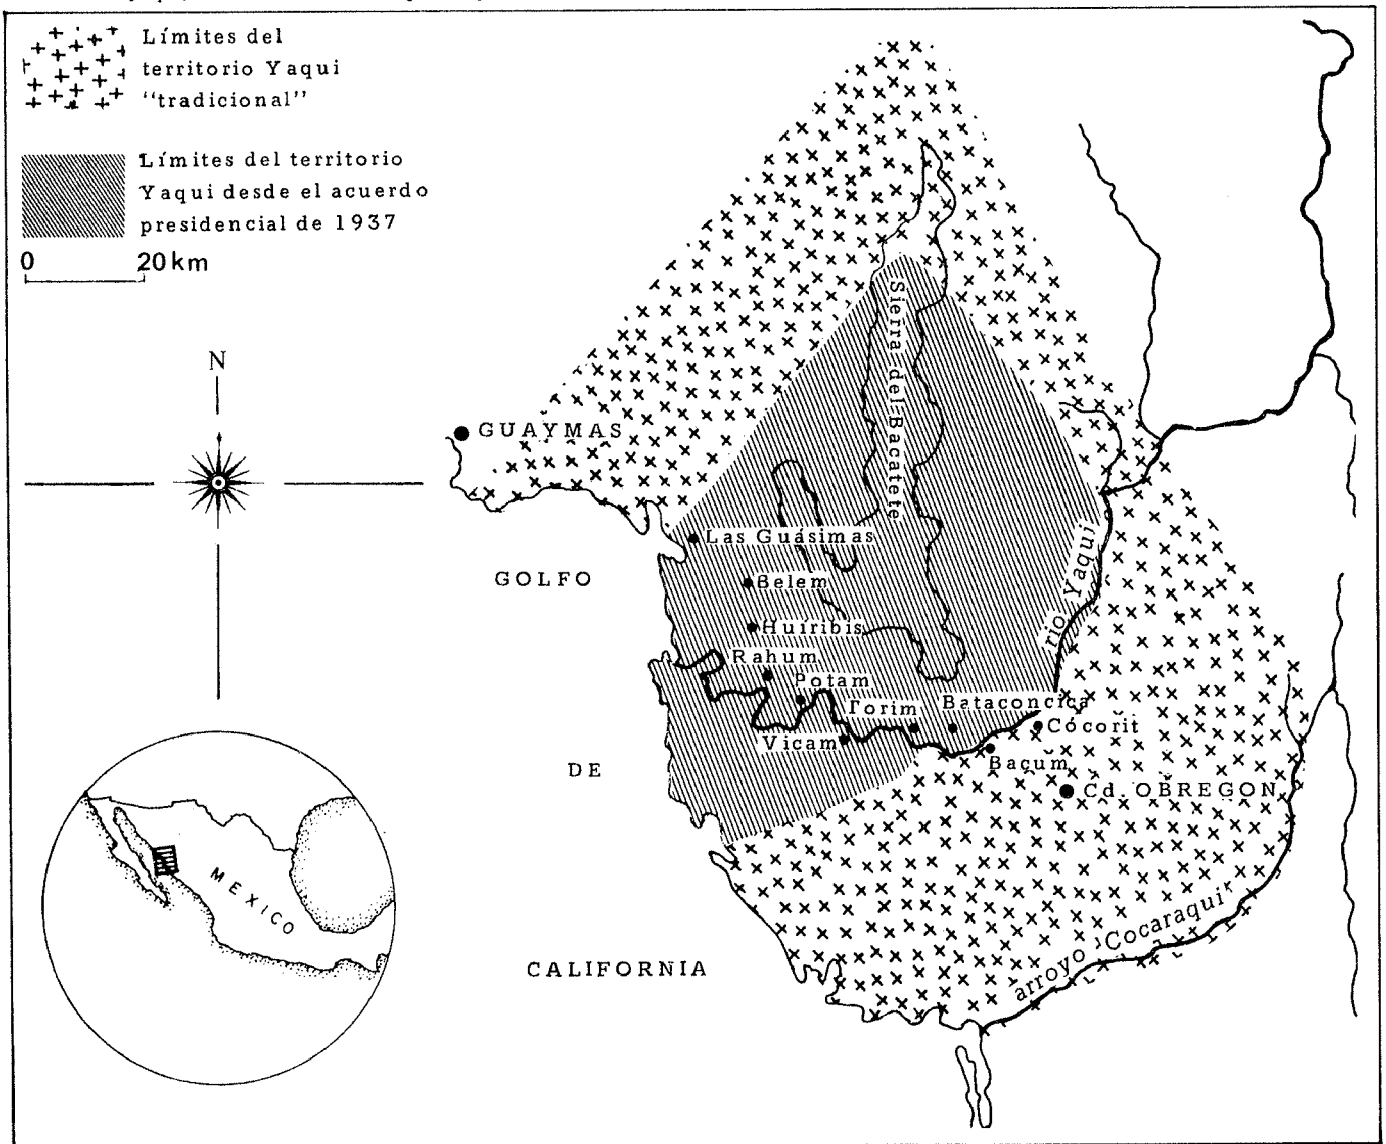 Límites del
territorio Yaqui
"tradicional"
Límites del territorio
Yaqui desde el acuerdo
presidencial de 1937
0 20 km
N
GUAYMAS
Sierra del Bacatete
Las Guásimas
GOLFO
Belem
río Yaqui
Huiribis
Rahum
Potam
Torim
Bataconcica
Cócorit
Vicam
Bacum
DE
Cd. OBREGON
MEXICO
arroyo Cocaraqui
CALIFORNIA